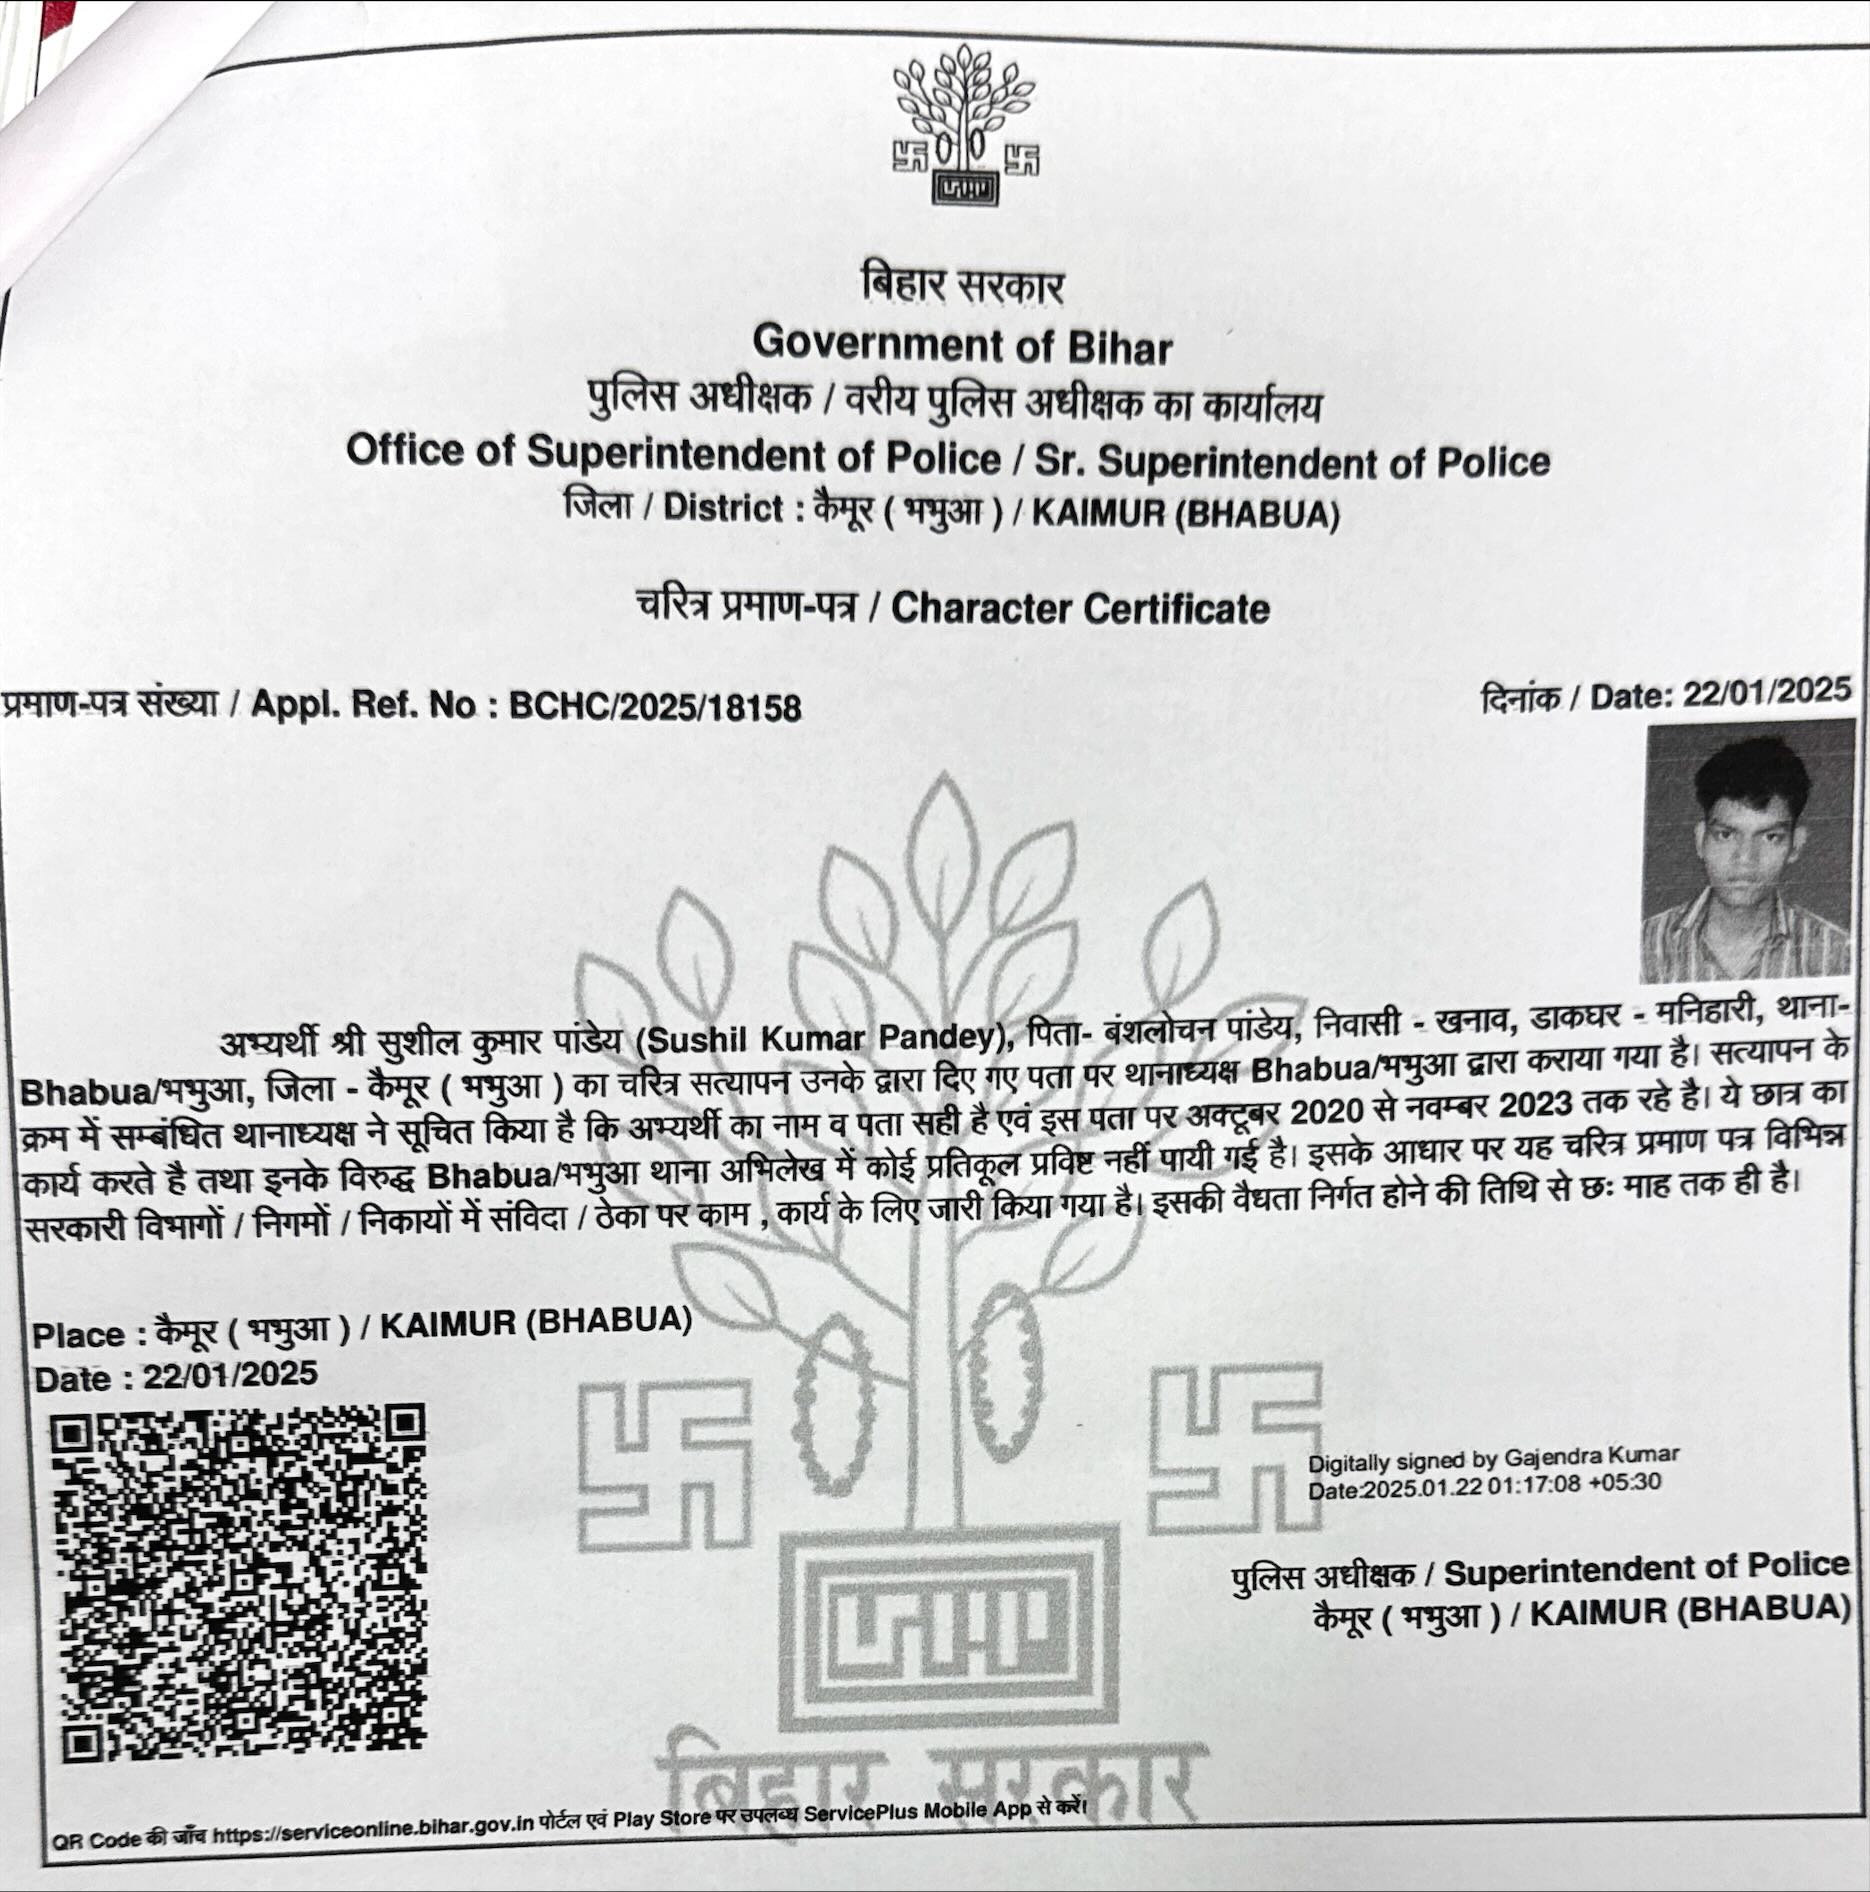 बिहार सरकार
Government of Bihar
पुलिस अधीक्षक / वरीय पुलिस अधीक्षक का कार्यालय
Office of Superintendent of Police / Sr. Superintendent of Police
जिला / District : कैमूर ( भभुआ ) / KAIMUR (BHABUA)
चरित्र प्रमाण-पत्र / Character Certificate
प्रमाण-पत्र संख्या / Appl. Ref. No : BCHC/2025/18158
दिनांक / Date: 22/01/2025
अभ्यर्थी श्री सुशील कुमार पांडेय (Sushil Kumar Pandey), पिता- बंशलोचन पांडेय, निवासी - खनाव, डाकघर - मनिहारी, थाना-
Bhabua/भभुआ, जिला - कैमूर ( भभुआ ) का चरित्र सत्यापन उनके द्वारा दिए गए पता पर थानाध्यक्ष Bhabua/भभुआ द्वारा कराया गया है। सत्यापन के
क्रम में सम्बंधित थानाध्यक्ष ने सूचित किया है कि अभ्यर्थी का नाम व पता सही है एवं इस पता पर अक्टूबर 2020 से नवम्बर 2023 तक रहे है। ये छात्र का
कार्य करते है तथा इनके विरुद्ध Bhabua/भभुआ थाना अभिलेख में कोई प्रतिकूल प्रविष्ट नहीं पायी गई है। इसके आधार पर यह चरित्र प्रमाण पत्र विभिन्न
सरकारी विभागों / निगमों / निकायों में संविदा / ठेका पर काम , कार्य के लिए जारी किया गया है। इसकी वैधता निर्गत होने की तिथि से छः माह तक ही है।
Place : कैमूर ( भभुआ ) / KAIMUR (BHABUA)
Date : 22/01/2025
Digitally signed by Gajendra Kumar
Date:2025.01.22 01:17:08 +05:30
पुलिस अधीक्षक / Superintendent of Police
कैमूर ( भभुआ ) / KAIMUR (BHABUA)
बिहार सरकार
QR Code की जाँच https://serviceonline.bihar.gov.in पोर्टल एवं Play Store पर उपलब्ध ServicePlus Mobile App से करें।